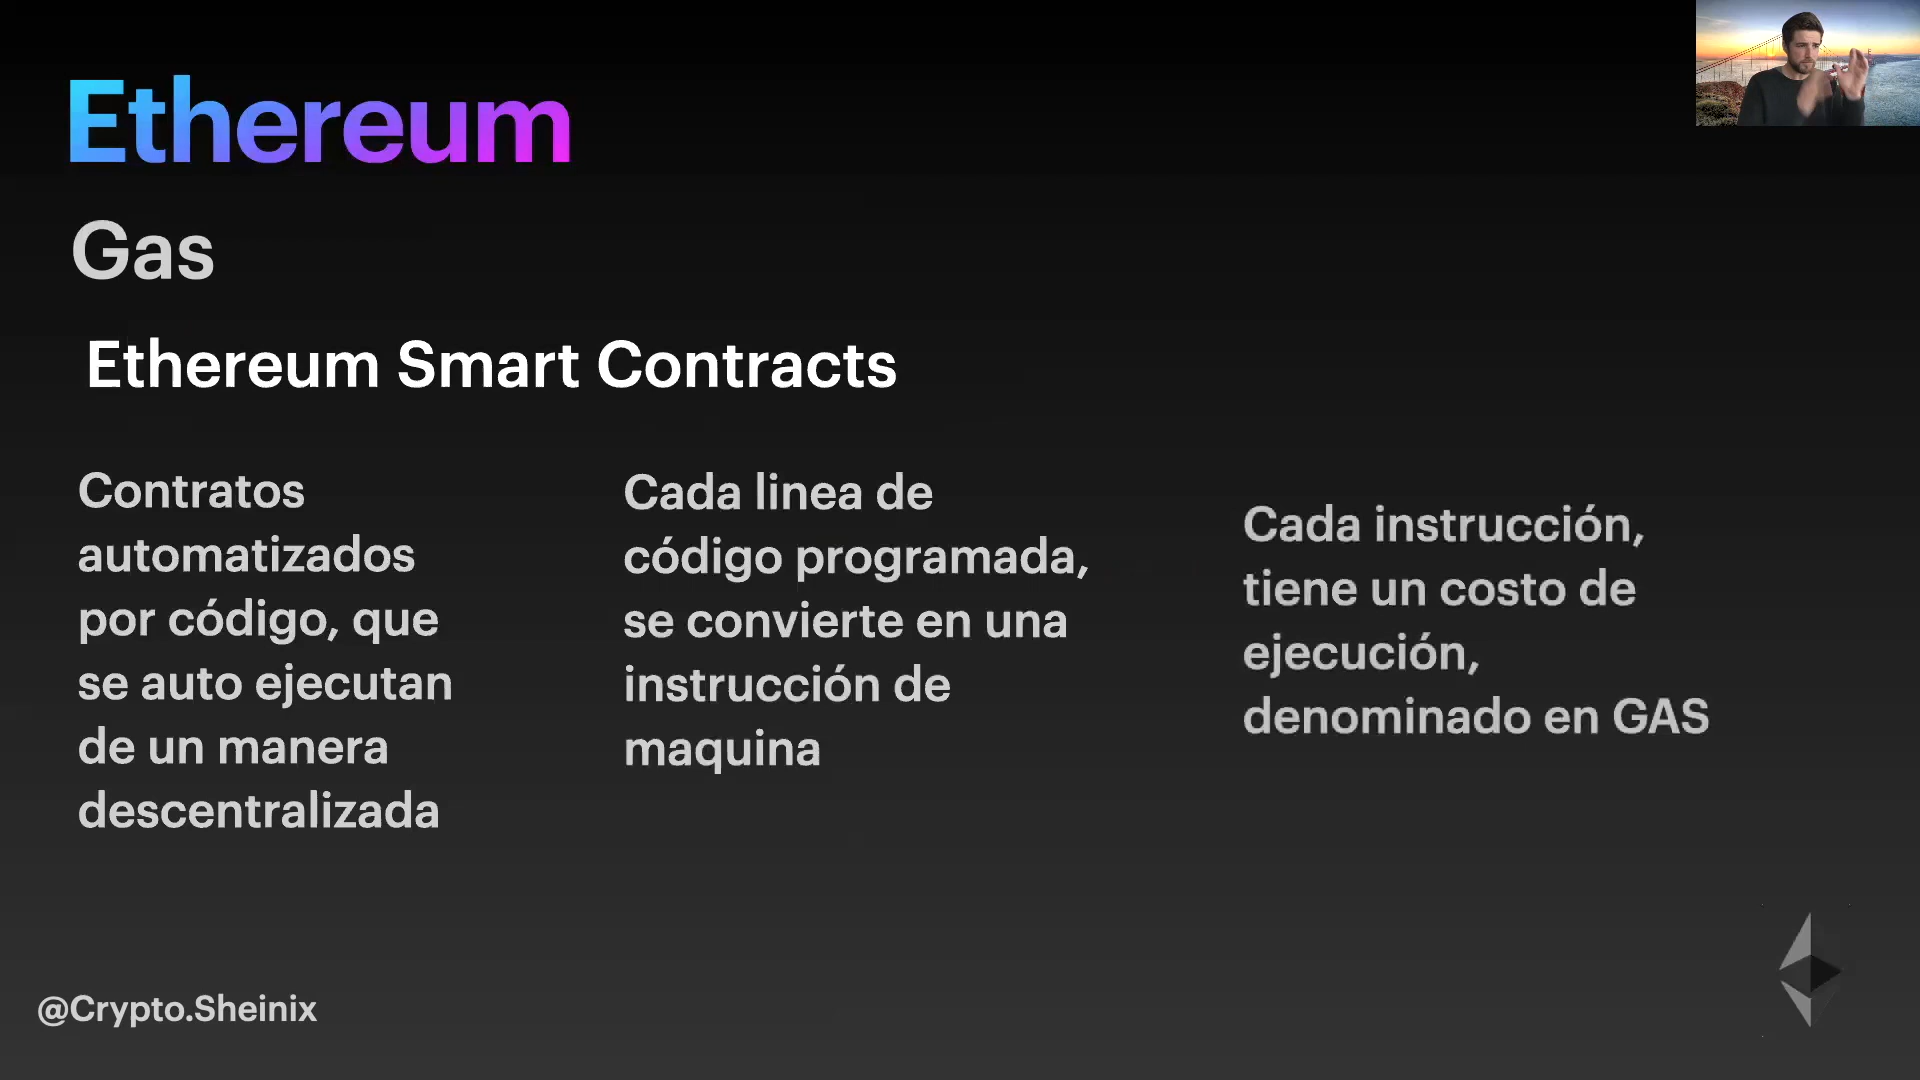 Ethereum
Gas
Ethereum Smart Contracts
Contratos
automatizados
por código, que
se auto ejecutan
de un manera
descentralizada
Cada linea de
código programada,
se convierte en una
instrucción de
maquina
Cada instrucción,
tiene un costo de
ejecución,
denominado en GAS
@Crypto.Sheinix